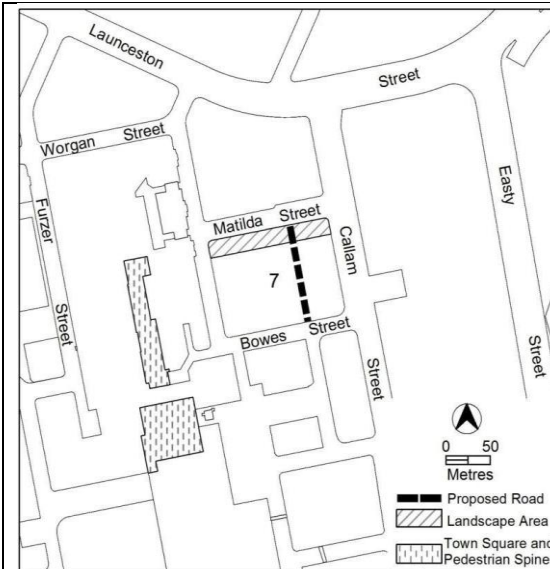 Launceston
Street
Worgan Street
Furzer
Street
Matilda Street
Callam
Street
Easty
Street
7
Bowes Street
0 50
Metres
Proposed Road
Landscape Area
Town Square and
Pedestrian Spine